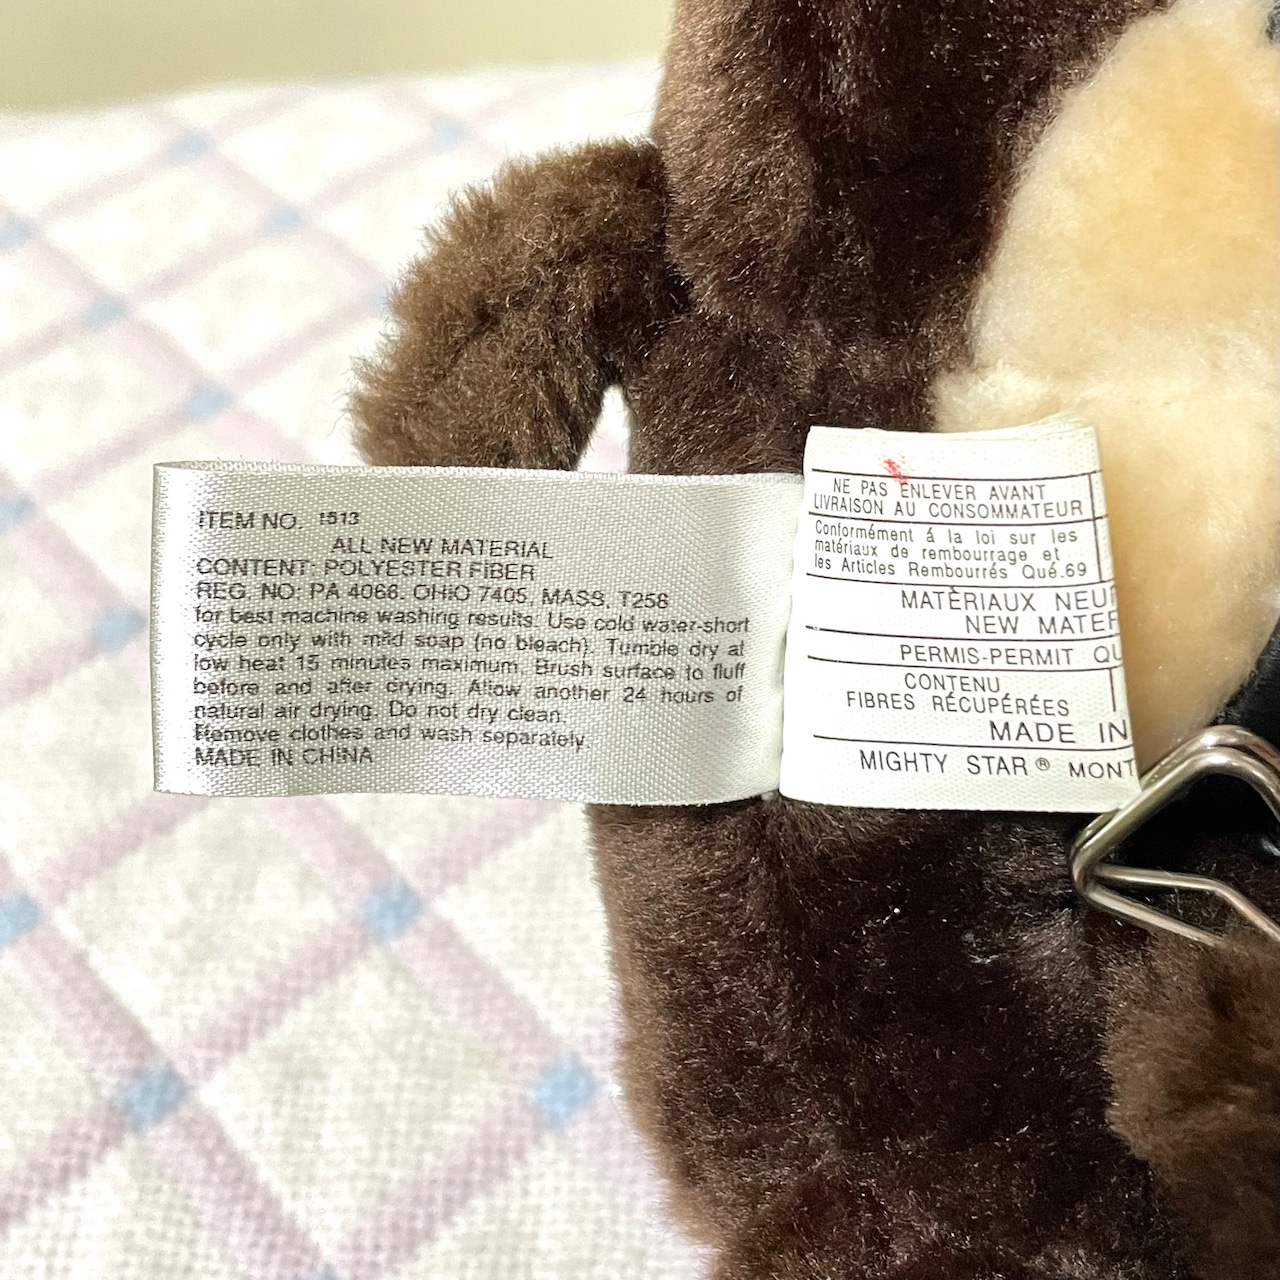 ITEM NO. 1513
ALL NEW MATERIAL
CONTENT: POLYESTER FIBER
REG. NO: PA 4066, OHIO 7405, MASS, T258
for best machine washing results. Use cold water-short
cycle only with mild soap (no bleach). Tumble dry at
low heat 15 minutes maximum. Brush surface to fluff
before and after drying. Allow another 24 hours of
natural air drying. Do not dry clean.
Remove clothes and wash separately.
MADE IN CHINA
NE PAS ENLEVER AVANT
LIVRAISON AU CONSOMMATEUR
Conformément á la loi sur les
matériaux de rembourrage et
les Articles Rembourrés Qué.69
MATÈRIAUX NEU
NEW MATER
PERMIS-PERMIT QU
CONTENU
FIBRES RÉCUPÉRÉES
MADE IN
MIGHTY STAR® MONT